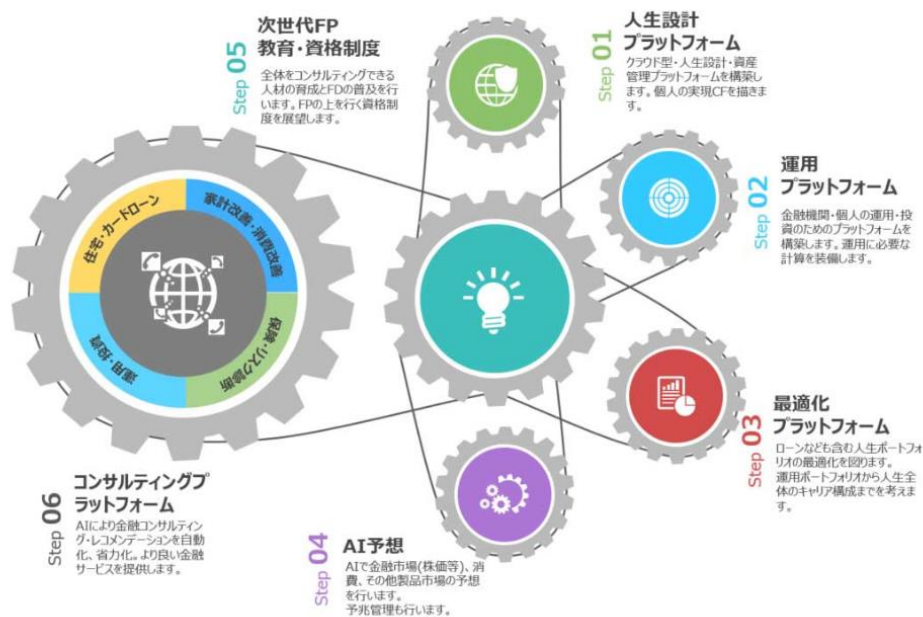 Step 01
人生設計
プラットフォーム
クラウド型・人生設計・資産
管理プラットフォームを構築し
ます。個人の実現CFを描きま
す。
Step 02
運用
プラットフォーム
金融機関・個人の運用・投
資のためのプラットフォームを
構築します。運用に必要な
計算を装備します。
Step 03
最適化
プラットフォーム
ローンなども含む人生ポートフォ
リオの最適化を図ります。
運用ポートフォリオから人生全
体のキャリア構成までを考えま
す。
Step 04
AI予想
AIで金融市場(株価等)、消
費、その他製品市場の予想
を行います。
予兆管理も行います。
Step 05
次世代FP
教育・資格制度
全体をコンサルティングできる
人材の育成とFDの普及を行
います。FPの上を行く資格制
度を展望します。
Step 06
コンサルティングプ
ラットフォーム
AIにより金融コンサルティン
グ・レコメンデーションを自動
化、省力化。より良い金融
サービスを提供します。
住宅・カードローン
家計改善・消費改善
保険・リスク診断
運用・投資